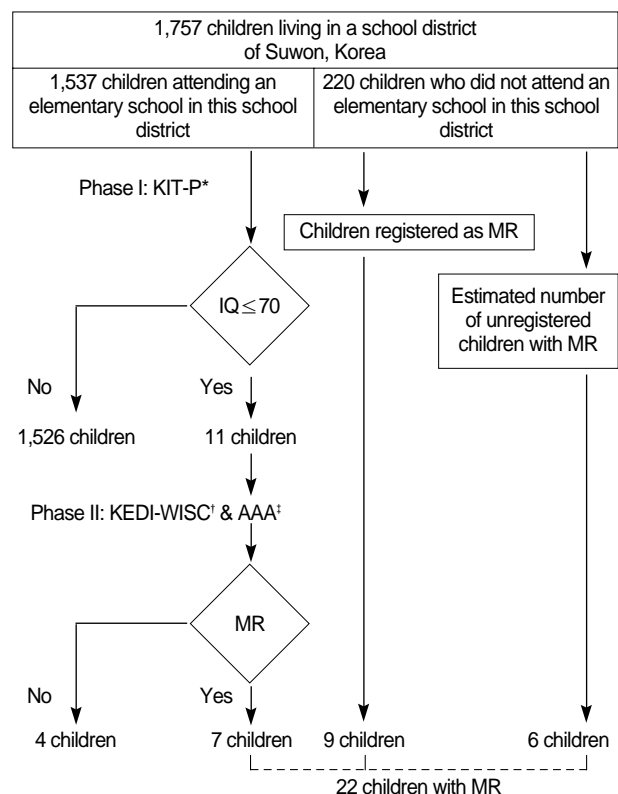 1,757 children living in a school district
of Suwon, Korea
1,537 children attending an
elementary school in this school
district
220 children who did not attend an
elementary school in this school
district
Phase I: KIT-P*
Children registered as MR
IQ≤70
Estimated number
of unregistered
children with MR
No
Yes
1,526 children
11 children
Phase II: KEDI-WISC† & AAA‡
MR
No
Yes
4 children
7 children
9 children
6 children
22 children with MR